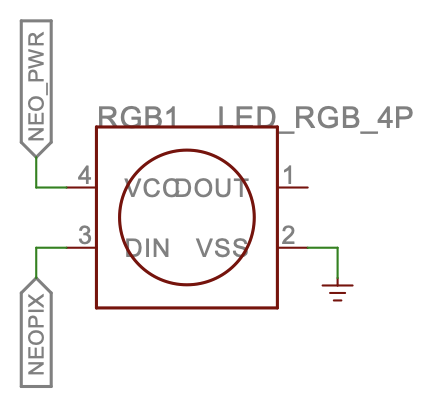 NEO_PWR
RGB1 LED_RGB_4P
4 VCC DOUT 1
3 DIN VSS 2
NEOPIX